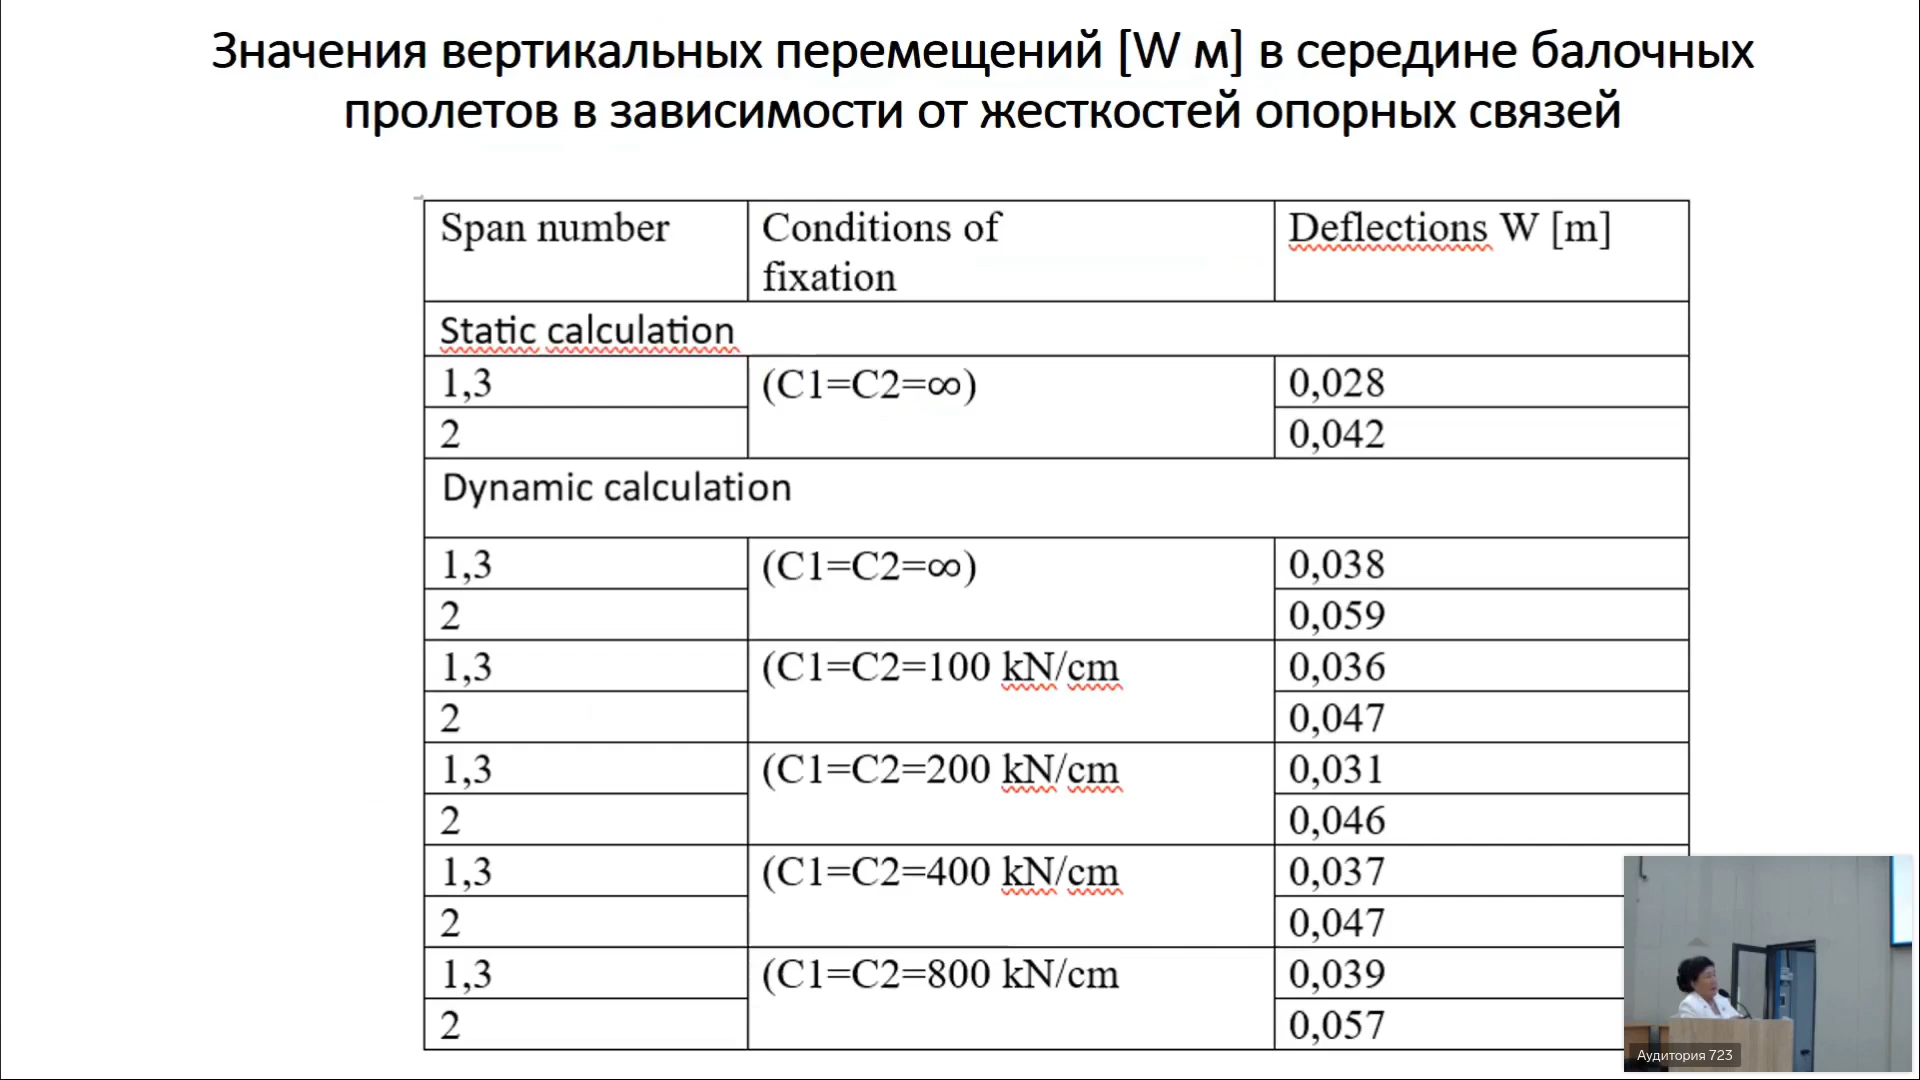 Значения вертикальных перемещений [W м] в середине балочных
пролетов в зависимости от жесткостей опорных связей
Span number Conditions of fixation Deflections W [m]
Static calculation
1,3 (C1=C2=∞) 0,028
2 0,042
Dynamic calculation
1,3 (C1=C2=∞) 0,038
2 0,059
1,3 (C1=C2=100 kN/cm 0,036
2 0,047
1,3 (C1=C2=200 kN/cm 0,031
2 0,046
1,3 (C1=C2=400 kN/cm 0,037
2 0,047
1,3 (C1=C2=800 kN/cm 0,039
2 0,057
Аудитория 723